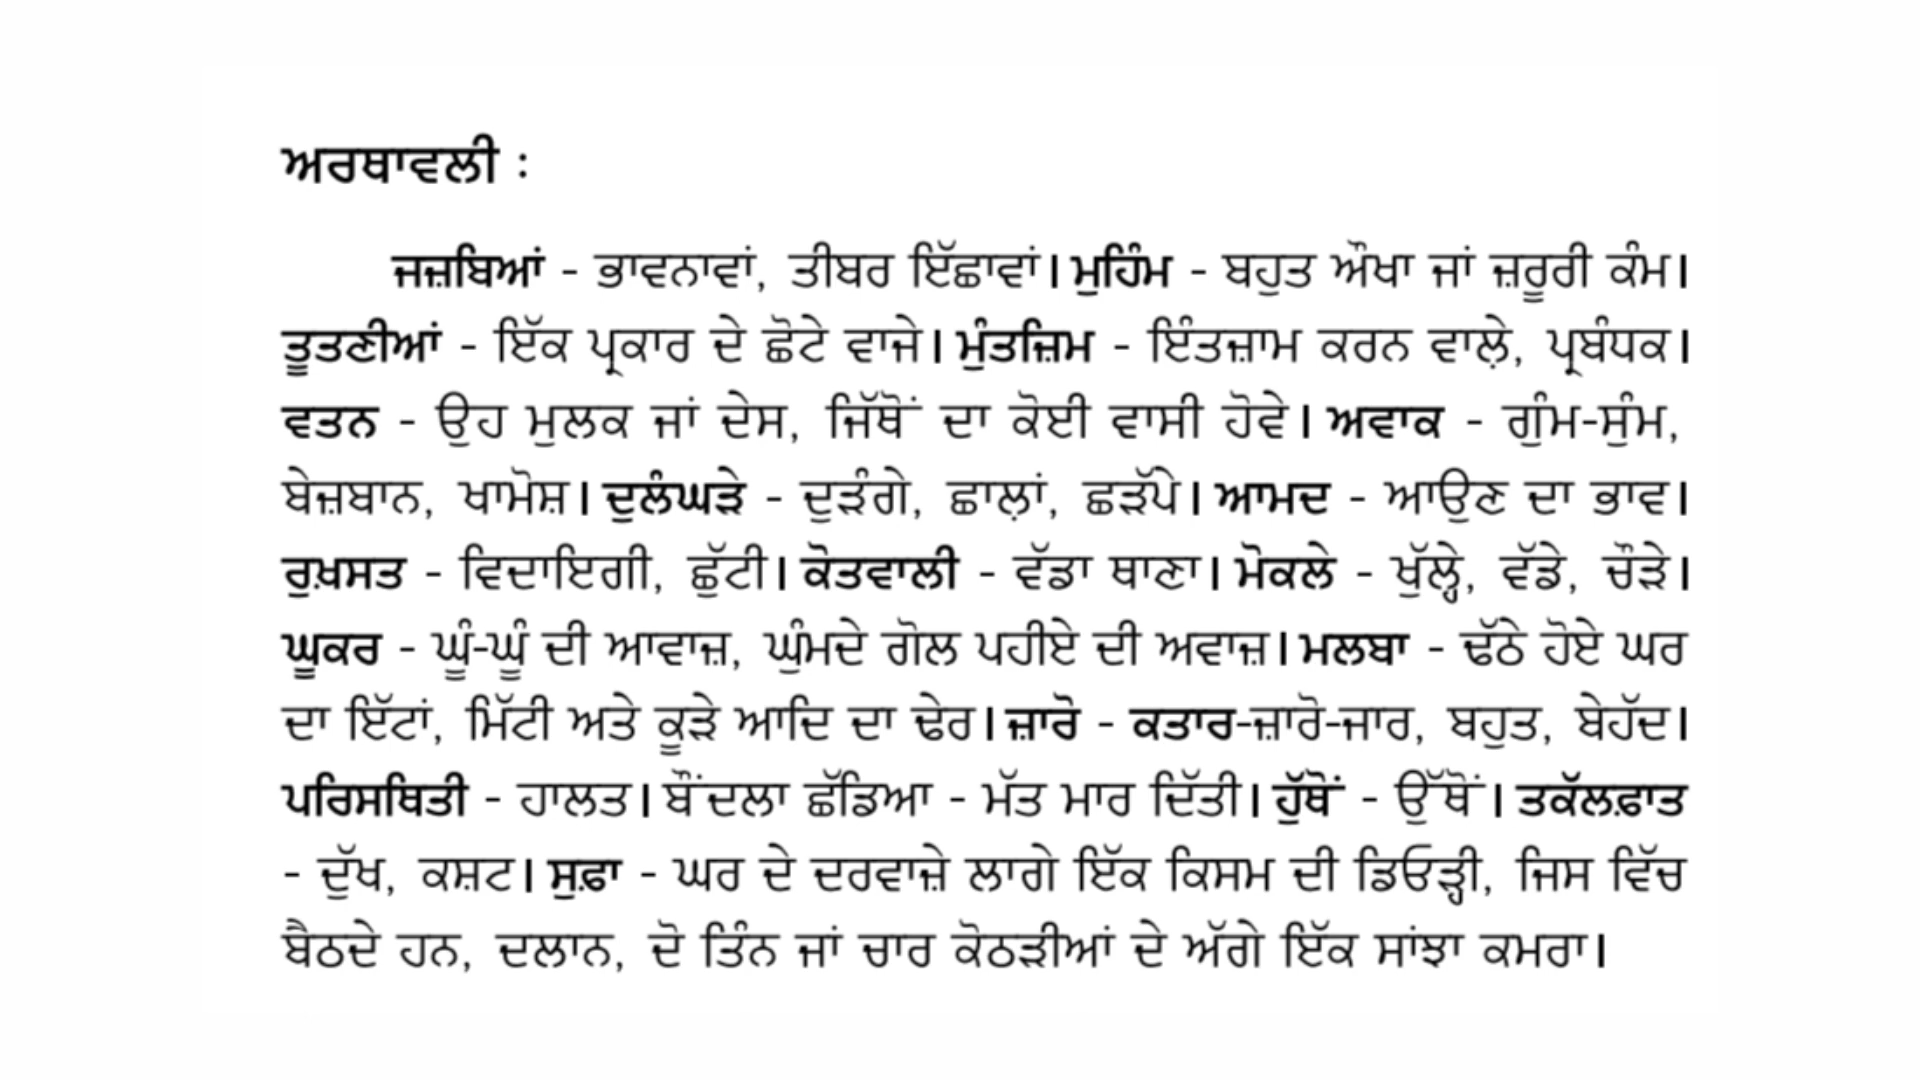 ਅਰਥਾਵਲੀ :
ਜਜ਼ਬਿਆਂ - ਭਾਵਨਾਵਾਂ, ਤੀਬਰ ਇੱਛਾਵਾਂ। ਮੁਹਿੰਮ - ਬਹੁਤ ਔਖਾ ਜਾਂ ਜ਼ਰੂਰੀ ਕੰਮ।
ਤੂਤਣੀਆਂ - ਇੱਕ ਪ੍ਰਕਾਰ ਦੇ ਛੋਟੇ ਵਾਜੇ। ਮੁੰਤਜ਼ਿਮ - ਇੰਤਜ਼ਾਮ ਕਰਨ ਵਾਲ਼ੇ, ਪ੍ਰਬੰਧਕ।
ਵਤਨ - ਉਹ ਮੁਲਕ ਜਾਂ ਦੇਸ, ਜਿੱਥੋਂ ਦਾ ਕੋਈ ਵਾਸੀ ਹੋਵੇ। ਅਵਾਕ - ਗੁੰਮ-ਸੁੰਮ,
ਬੇਜ਼ਬਾਨ, ਖਾਮੋਸ਼। ਦੁਲੰਘੜੇ - ਦੁੜੰਗੇ, ਛਾਲ਼ਾਂ, ਛੜੱਪੇ। ਆਮਦ - ਆਉਣ ਦਾ ਭਾਵ।
ਰੁਖ਼ਸਤ - ਵਿਦਾਇਗੀ, ਛੁੱਟੀ। ਕੋਤਵਾਲੀ - ਵੱਡਾ ਥਾਣਾ। ਮੋਕਲੇ - ਖੁੱਲ੍ਹੇ, ਵੱਡੇ, ਚੌੜੇ।
ਘੂਕਰ - ਘੂੰ-ਘੂੰ ਦੀ ਆਵਾਜ਼, ਘੁੰਮਦੇ ਗੋਲ ਪਹੀਏ ਦੀ ਅਵਾਜ਼। ਮਲਬਾ - ਢੱਠੇ ਹੋਏ ਘਰ
ਦਾ ਇੱਟਾਂ, ਮਿੱਟੀ ਅਤੇ ਕੂੜੇ ਆਦਿ ਦਾ ਢੇਰ। ਜ਼ਾਰੋ - ਕਤਾਰ-ਜ਼ਾਰੋ-ਜਾਰ, ਬਹੁਤ, ਬੇਹੱਦ।
ਪਰਿਸਥਿਤੀ - ਹਾਲਤ। ਬੌਂਦਲਾ ਛੱਡਿਆ - ਮੱਤ ਮਾਰ ਦਿੱਤੀ। ਹੁੱਥੋਂ - ਉੱਥੋਂ। ਤਕੱਲਫ਼ਾਤ
- ਦੁੱਖ, ਕਸ਼ਟ। ਸੁਫ਼ਾ - ਘਰ ਦੇ ਦਰਵਾਜ਼ੇ ਲਾਗੇ ਇੱਕ ਕਿਸਮ ਦੀ ਡਿਓੜ੍ਹੀ, ਜਿਸ ਵਿੱਚ
ਬੈਠਦੇ ਹਨ, ਦਲਾਨ, ਦੋ ਤਿੰਨ ਜਾਂ ਚਾਰ ਕੋਠੜੀਆਂ ਦੇ ਅੱਗੇ ਇੱਕ ਸਾਂਝਾ ਕਮਰਾ।